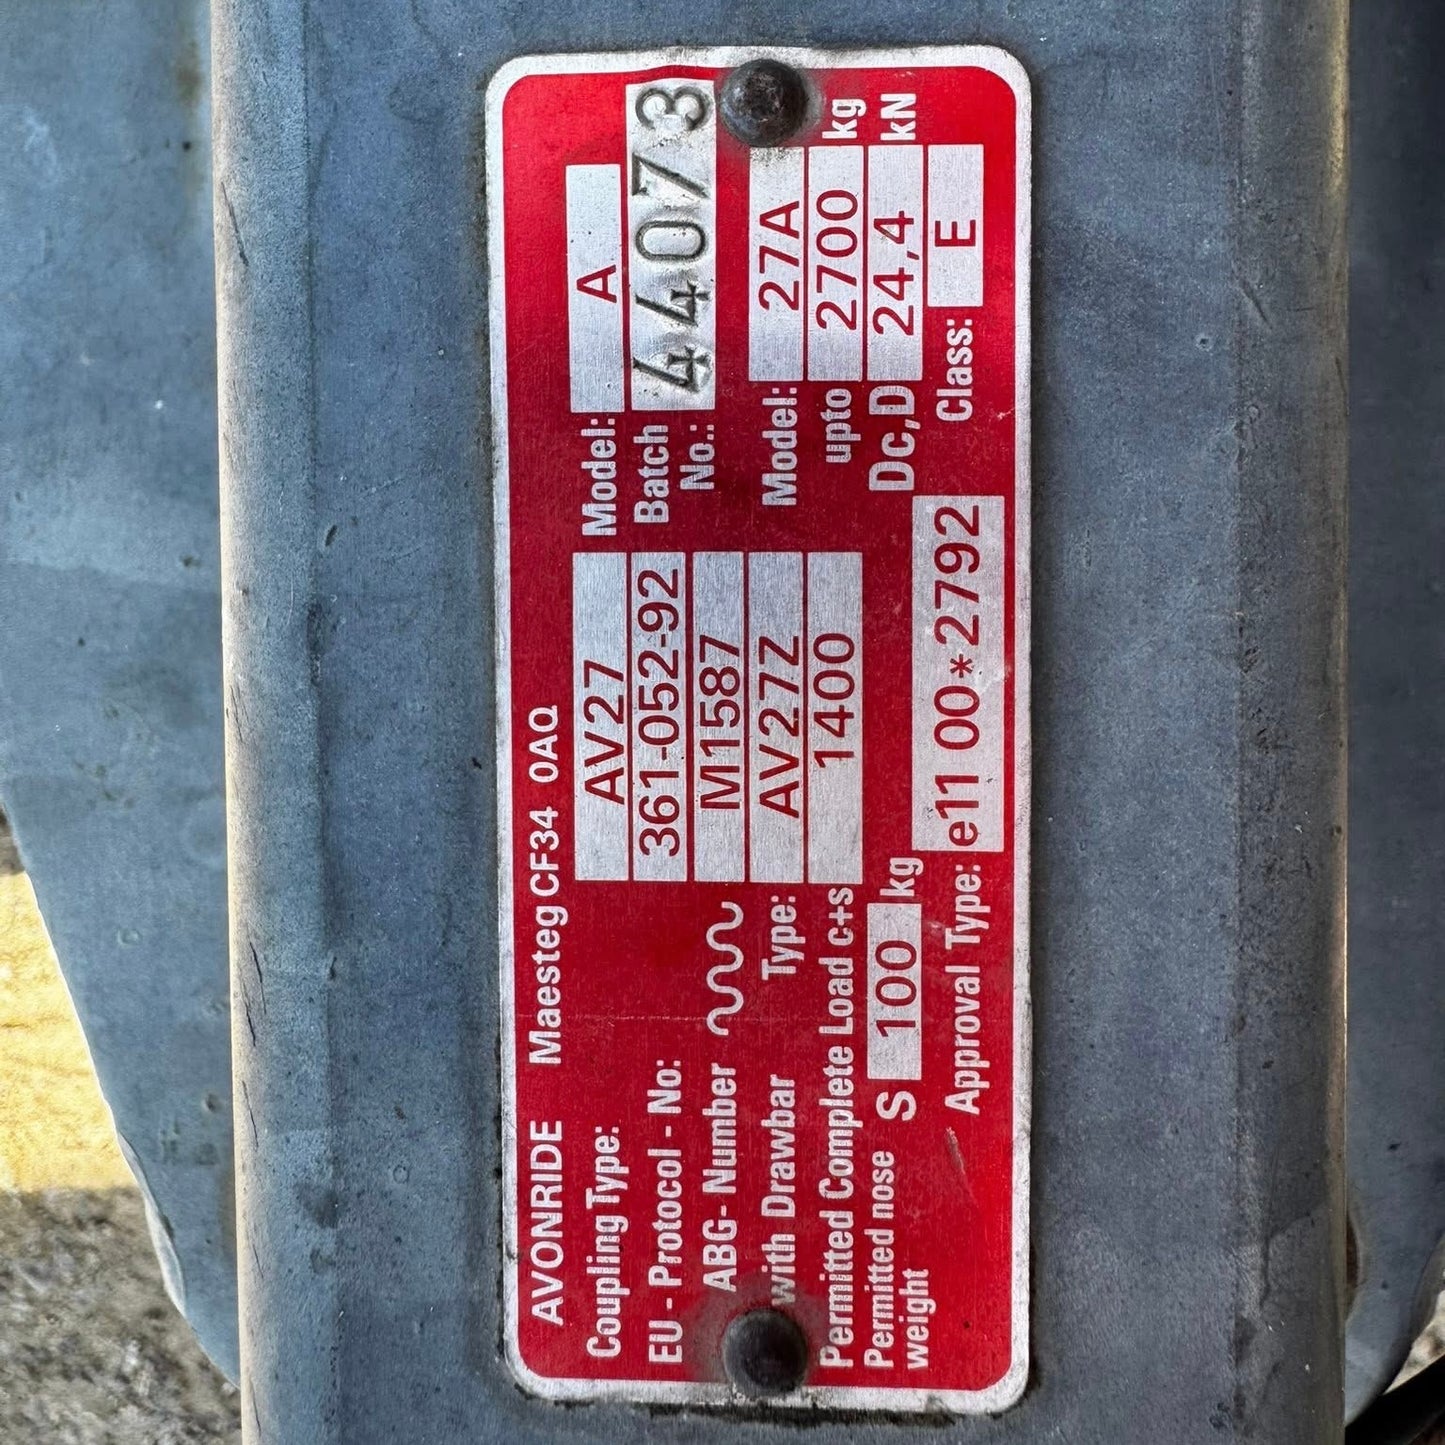 AVONRIDE Maesteg CF34 0AQ
Coupling Type: AV27 Model: A
EU - Protocol - No: 361-052-92 Batch No.: 44073
ABG - Number M1587
with Drawbar Type: AV27Z Model: 27A
Permitted Complete Load c+s 1400 upto 2700 kg
Permitted nose weight S 100 kg Dc,D 24,4 kN
Approval Type: e11 00*2792 Class: E